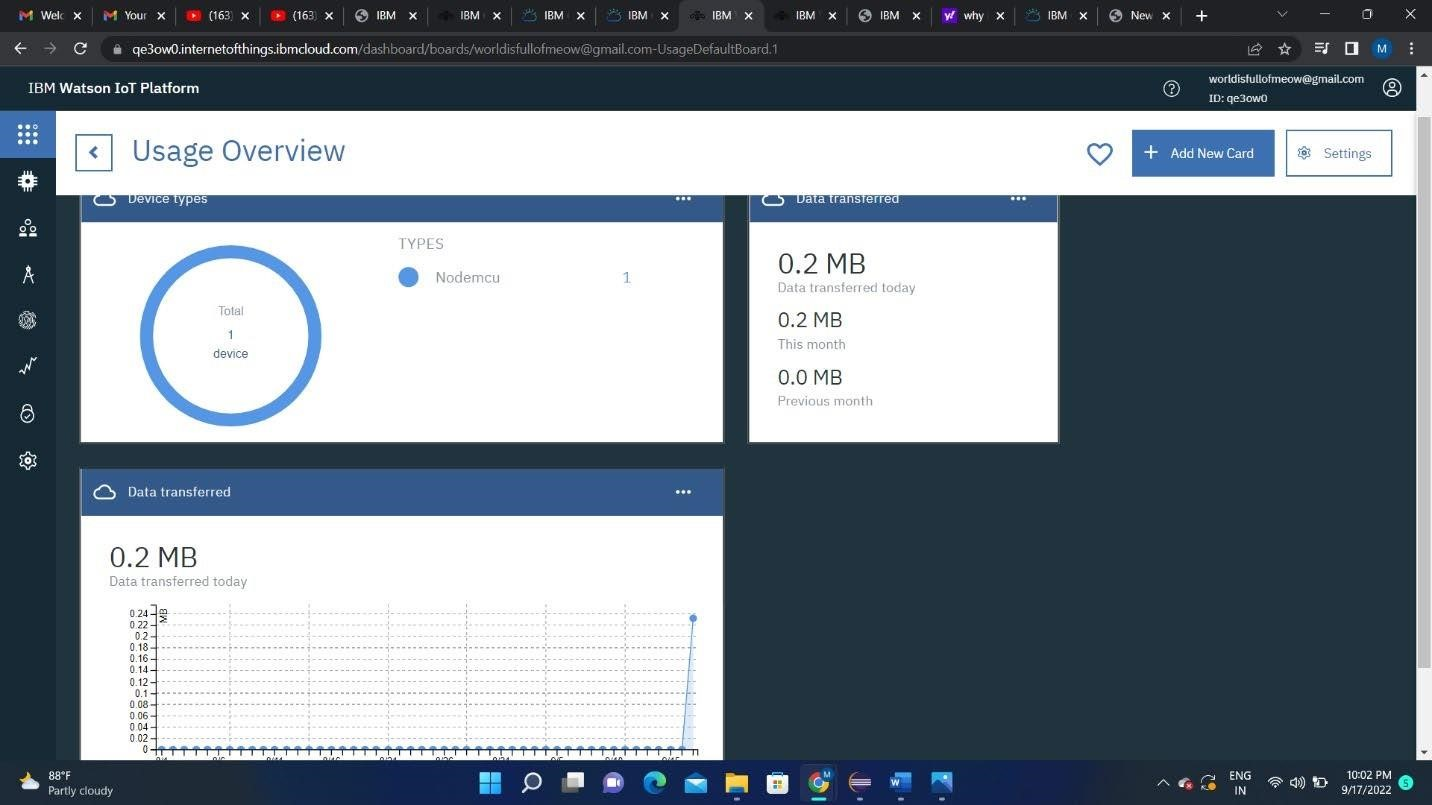 Welc
Your
(163)
(163)
IBM
IBM
IBM
IBM
IBM
IBM
IBM
why
IBM
New
qe3ow0.internetofthings.ibmcloud.com/dashboard/boards/worldisfullofmeow@gmail.com-UsageDefaultBoard.1
M
IBM Watson IoT Platform
worldisfullofmeow@gmail.com
ID: qe3ow0
Usage Overview
+ Add New Card
Settings
Device types
Data transferred
TYPES
Nodemcu 1
Total
1
device
0.2 MB
Data transferred today
0.2 MB
This month
0.0 MB
Previous month
Data transferred
0.2 MB
Data transferred today
MB
0.24
0.22
0.2
0.18
0.16
0.14
0.12
0.1
0.08
0.06
0.04
0.02
0
88°F
Partly cloudy
ENG
IN
10:02 PM
9/17/2022
5